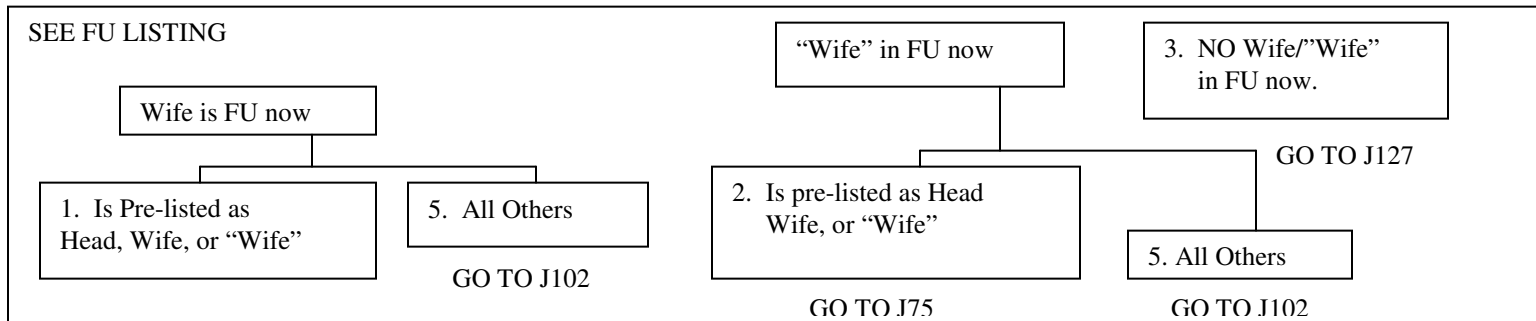 SEE FU LISTING
Wife is FU now
1. Is Pre-listed as
Head, Wife, or “Wife”
5. All Others
GO TO J102
“Wife” in FU now
2. Is pre-listed as Head
Wife, or “Wife”
GO TO J75
5. All Others
GO TO J102
3. NO Wife/”Wife”
in FU now.
GO TO J127